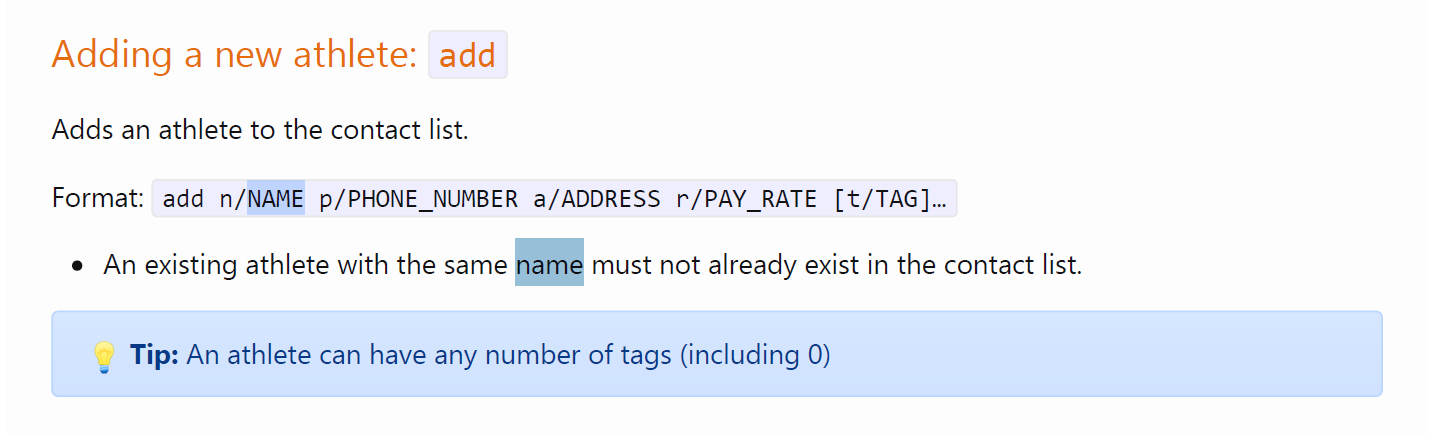 Adding a new athlete: add
Adds an athlete to the contact list.
Format: add n/NAME p/PHONE_NUMBER a/ADDRESS r/PAY_RATE [t/TAG]…
• An existing athlete with the same name must not already exist in the contact list.
💡 Tip: An athlete can have any number of tags (including 0)